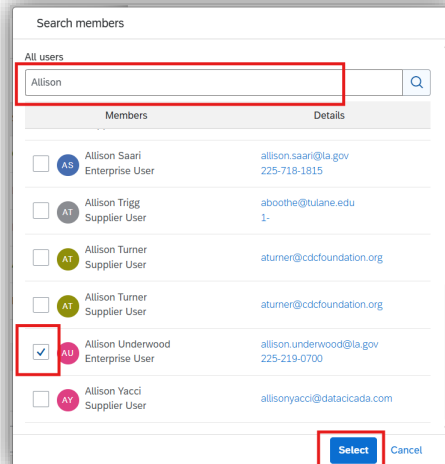 Search members
All users
Allison
Members Details
AS Allison Saari allison.saari@la.gov
Enterprise User 225-718-1815
AT Allison Trigg aboothe@tulane.edu
Supplier User 1-
AT Allison Turner aturner@cdcfoundation.org
Supplier User
AT Allison Turner aturner@cdcfoundation.org
Supplier User
AU Allison Underwood allison.underwood@la.gov
Enterprise User 225-219-0700
AY Allison Yacci allisonyacci@datacicada.com
Supplier User
Select Cancel